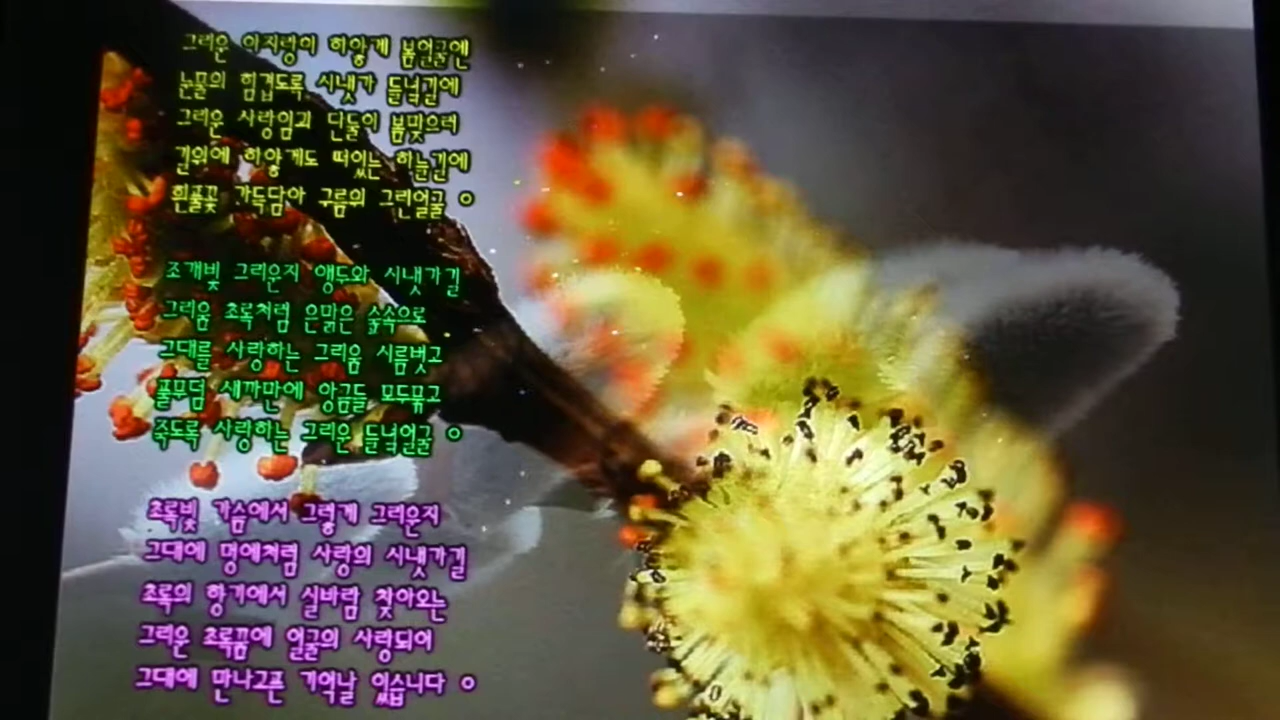 그리운 아지랑이 하얗게 봄얼굴엔
눈물의 힘겹도록 시냇가 들녘길에
그리운 사랑임과 단둘이 봄맞으러
길위에 하얗게도 떠있는 하늘길에
흰풀꽃 가득담아 구름위 그린얼굴 ㅇ
조개빛 그리운지 앵두와 시냇가길
그리움 초록처럼 은맑은 숲속으로
그대를 사랑하는 그리움 시름벗고
풀무덤 새까만에 앙금들 모두묶고
죽도록 사랑하는 그리운 들녘얼굴 ㅇ
초록빛 가슴에서 그렇게 그리운지
그대에 멍에처럼 사랑의 시냇가길
초록의 향기에서 실바람 찾아오는
그리운 초록꿈에 얼굴의 사랑되어
그대에 만나고픈 기억날 있습니다 ㅇ